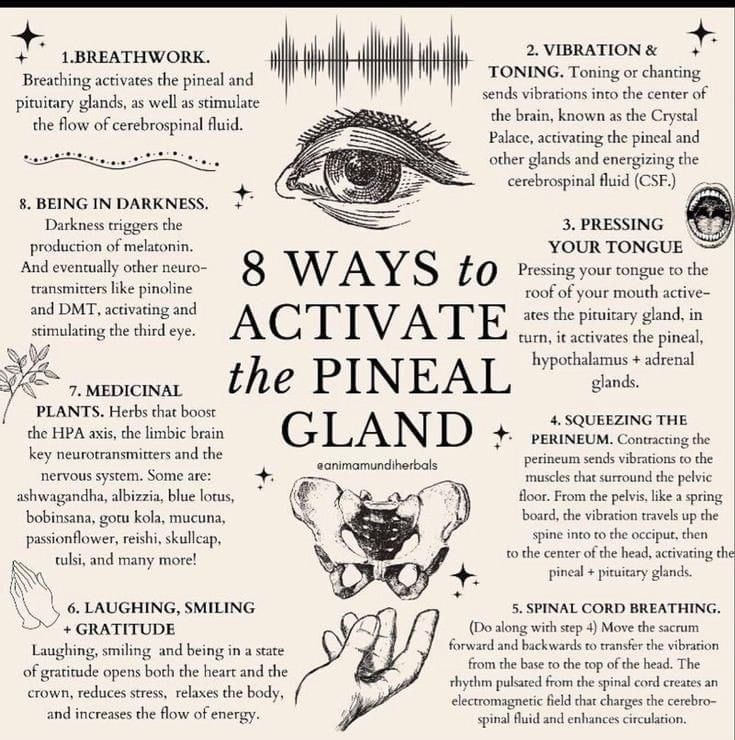 8 WAYS to
ACTIVATE
the PINEAL
GLAND
@animamundiherbals
1.BREATHWORK.
Breathing activates the pineal and
pituitary glands, as well as stimulate
the flow of cerebrospinal fluid.
2. VIBRATION &
TONING. Toning or chanting
sends vibrations into the center of
the brain, known as the Crystal
Palace, activating the pineal and
other glands and energizing the
cerebrospinal fluid (CSF.)
3. PRESSING
YOUR TONGUE
Pressing your tongue to the
roof of your mouth active-
ates the pituitary gland, in
turn, it activates the pineal,
hypothalamus + adrenal
glands.
4. SQUEEZING THE
PERINEUM. Contracting the
perineum sends vibrations to the
muscles that surround the pelvic
floor. From the pelvis, like a spring
board, the vibration travels up the
spine into to the occiput, then
to the center of the head, activating the
pineal + pituitary glands.
5. SPINAL CORD BREATHING.
(Do along with step 4) Move the sacrum
forward and backwards to transfer the vibration
from the base to the top of the head. The
rhythm pulsated from the spinal cord creates an
electromagnetic field that charges the cerebro-
spinal fluid and enhances circulation.
6. LAUGHING, SMILING
+ GRATITUDE
Laughing, smiling and being in a state
of gratitude opens both the heart and the
crown, reduces stress, relaxes the body,
and increases the flow of energy.
7. MEDICINAL
PLANTS. Herbs that boost
the HPA axis, the limbic brain
key neurotransmitters and the
nervous system. Some are:
ashwagandha, albizzia, blue lotus,
bobinsana, gotu kola, mucuna,
passionflower, reishi, skullcap,
tulsi, and many more!
8. BEING IN DARKNESS.
Darkness triggers the
production of melatonin.
And eventually other neuro-
transmitters like pinoline
and DMT, activating and
stimulating the third eye.